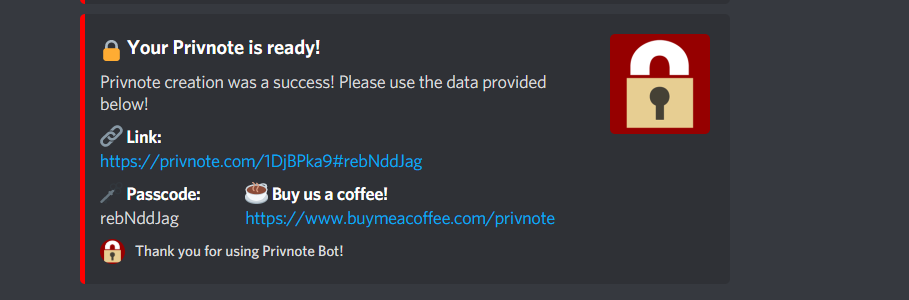 Your Privnote is ready!
Privnote creation was a success! Please use the data provided
below!
Link:
https://privnote.com/1DjBPka9#rebNddJag
Passcode:
Buy us a coffee!
rebNddJag
https://www.buymeacoffee.com/privnote
Thank you for using Privnote Bot!